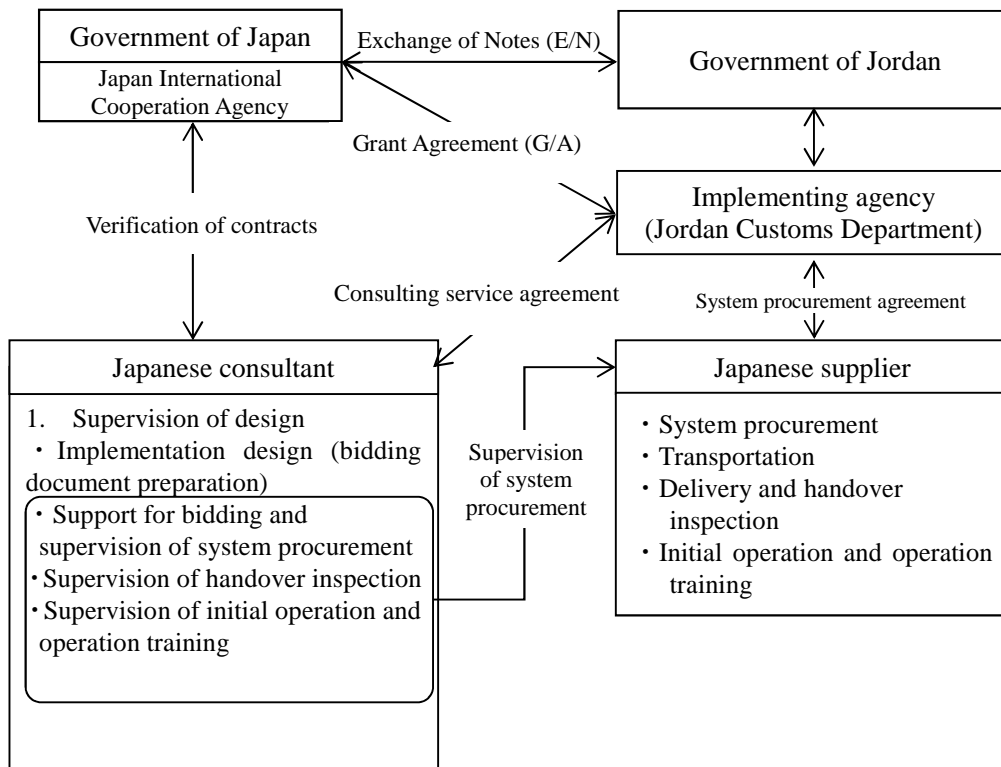 Government of Japan
Japan International
Cooperation Agency
Exchange of Notes (E/N)
Government of Jordan
Grant Agreement (G/A)
Implementing agency
(Jordan Customs Department)
Verification of contracts
Consulting service agreement
System procurement agreement
Japanese consultant
1. Supervision of design
・Implementation design (bidding
document preparation)
・Support for bidding and
supervision of system procurement
・Supervision of handover inspection
・Supervision of initial operation and
operation training
Supervision
of system
procurement
Japanese supplier
・System procurement
・Transportation
・Delivery and handover
inspection
・Initial operation and operation
training